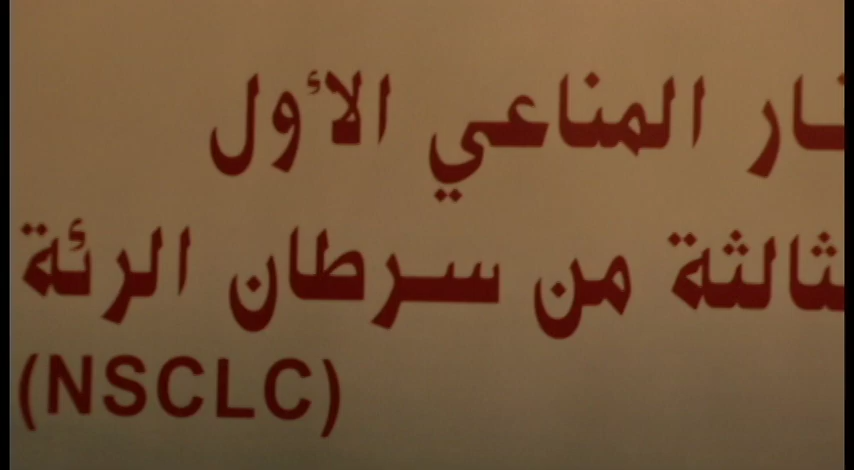 المناعي الأول
من سرطان الرئة
(NSCLC)